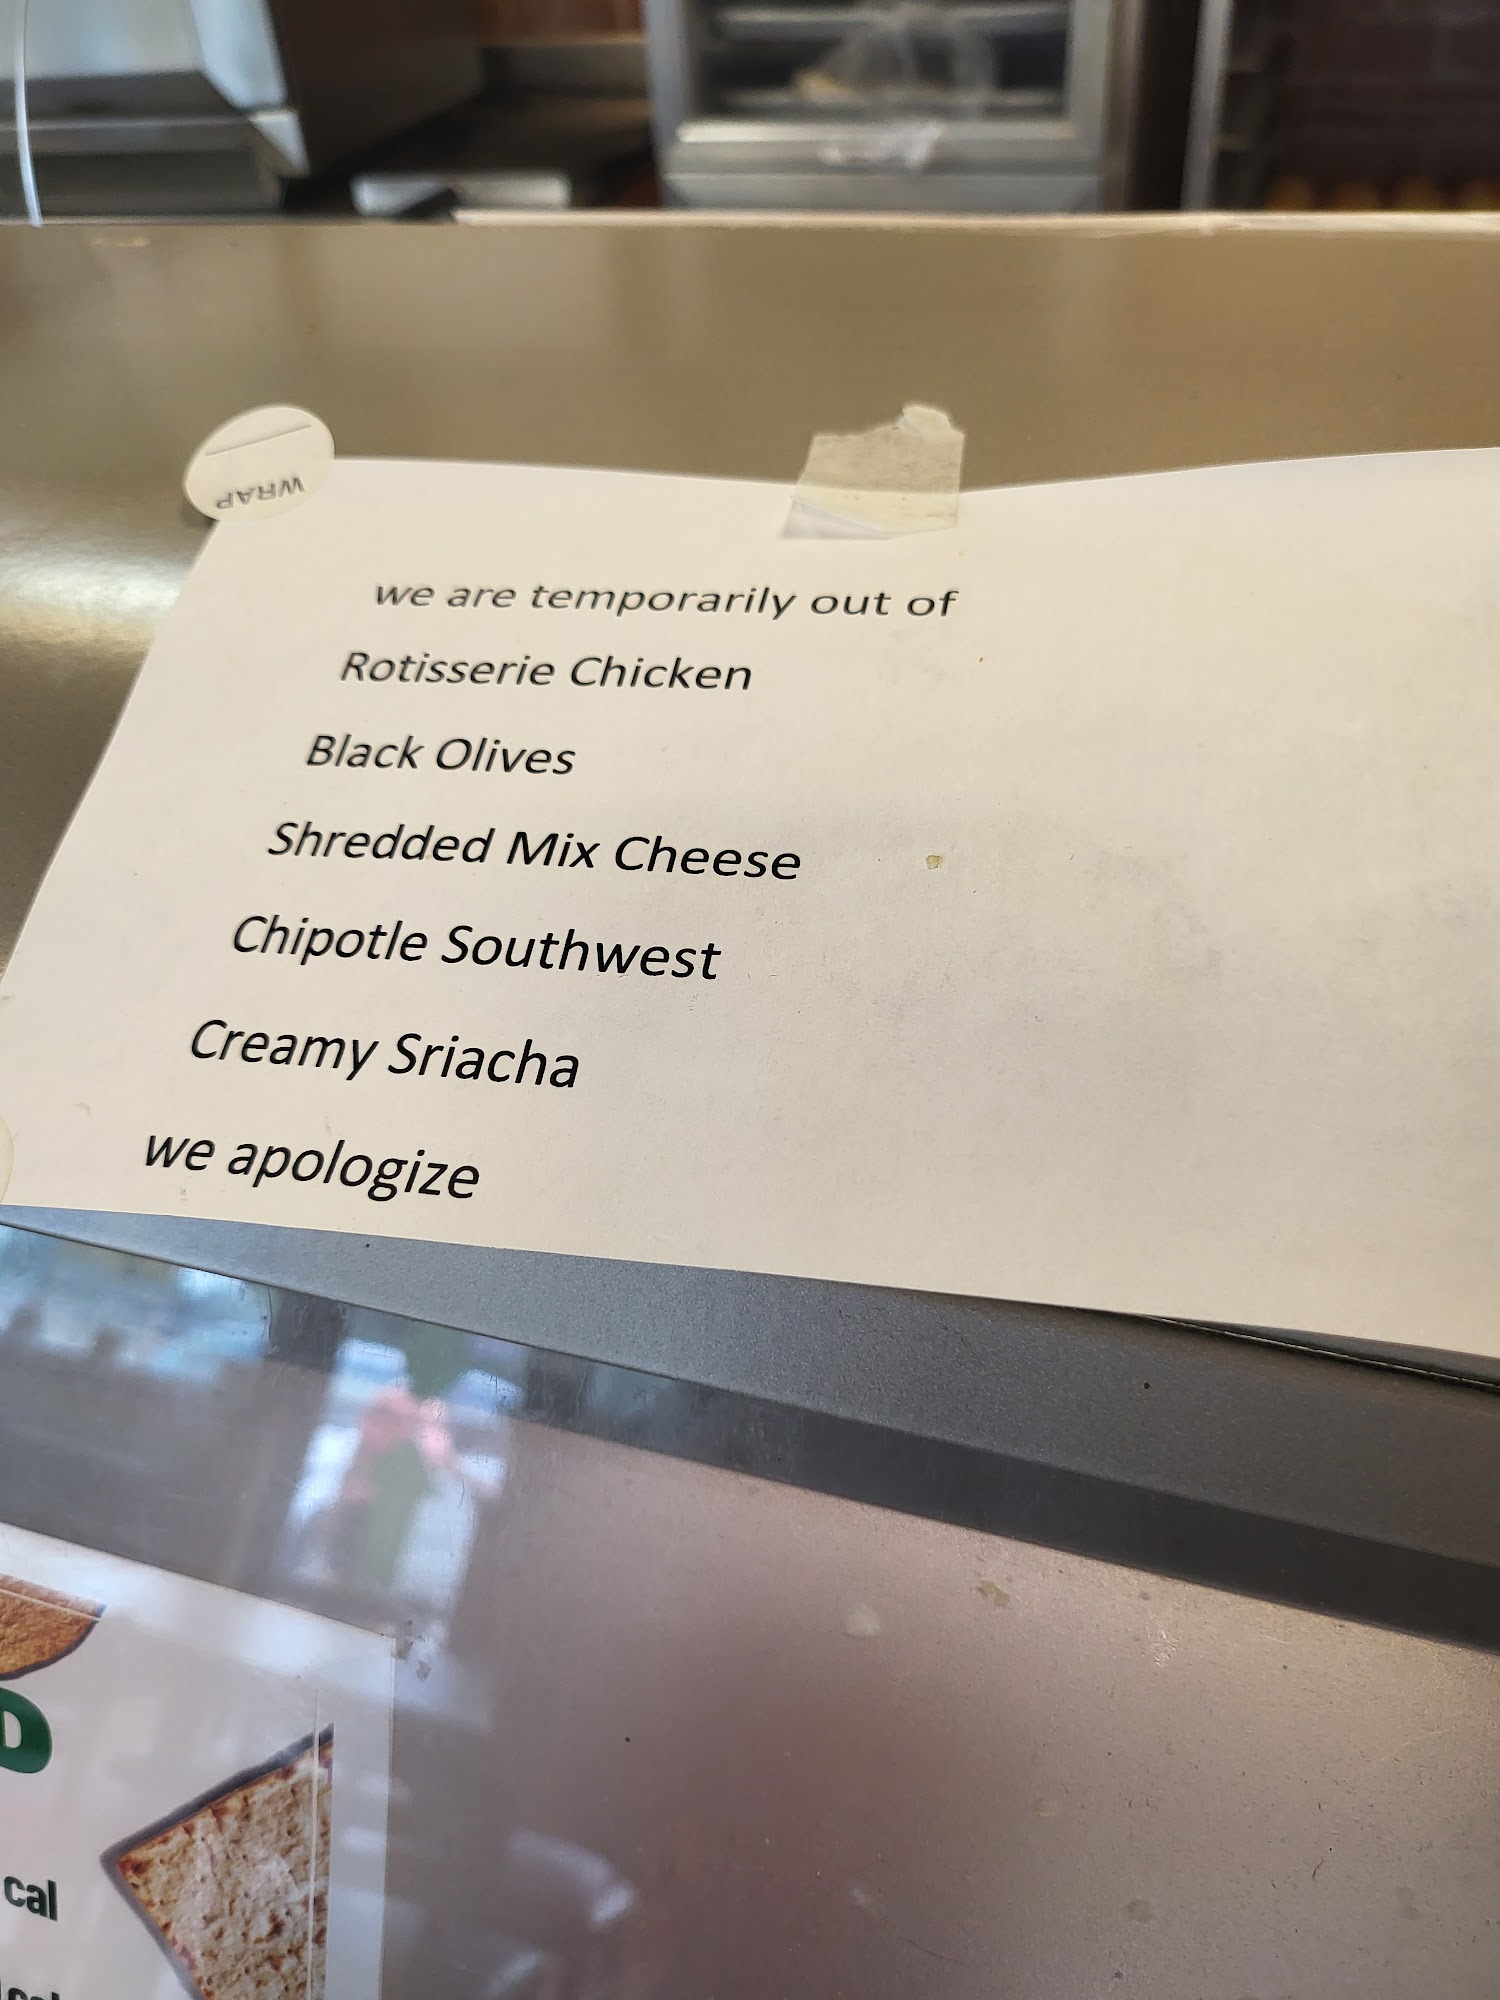 WRAP
we are temporarily out of
Rotisserie Chicken
Black Olives
Shredded Mix Cheese
Chipotle Southwest
Creamy Sriacha
we apologize
D
cal